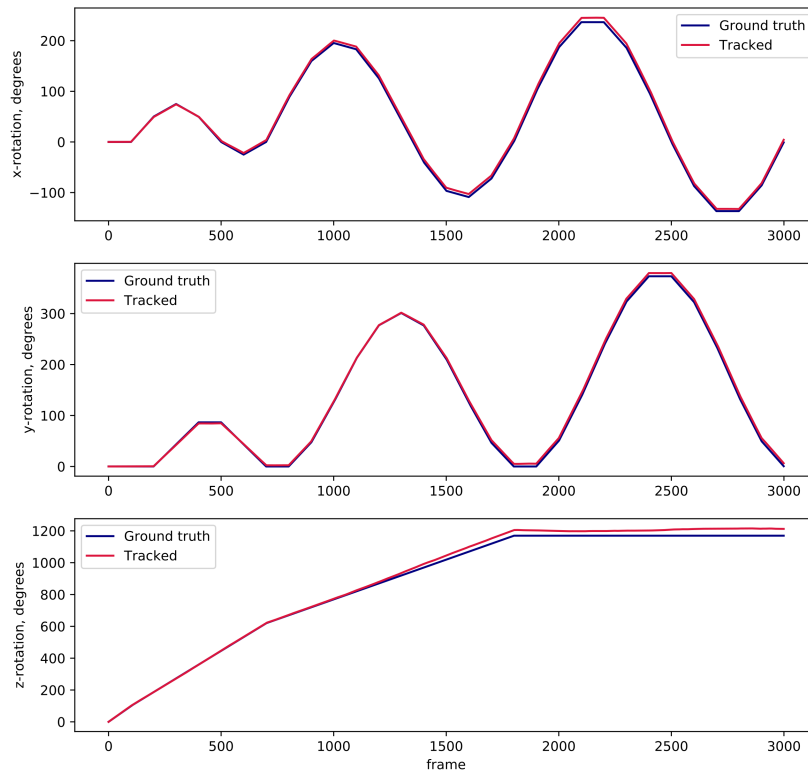 x-rotation, degrees
200
100
0
−100
Ground truth
Tracked
0 500 1000 1500 2000 2500 3000
y-rotation, degrees
300
200
100
0
Ground truth
Tracked
0 500 1000 1500 2000 2500 3000
z-rotation, degrees
1200
1000
800
600
400
200
0
Ground truth
Tracked
0 500 1000 1500 2000 2500 3000
frame